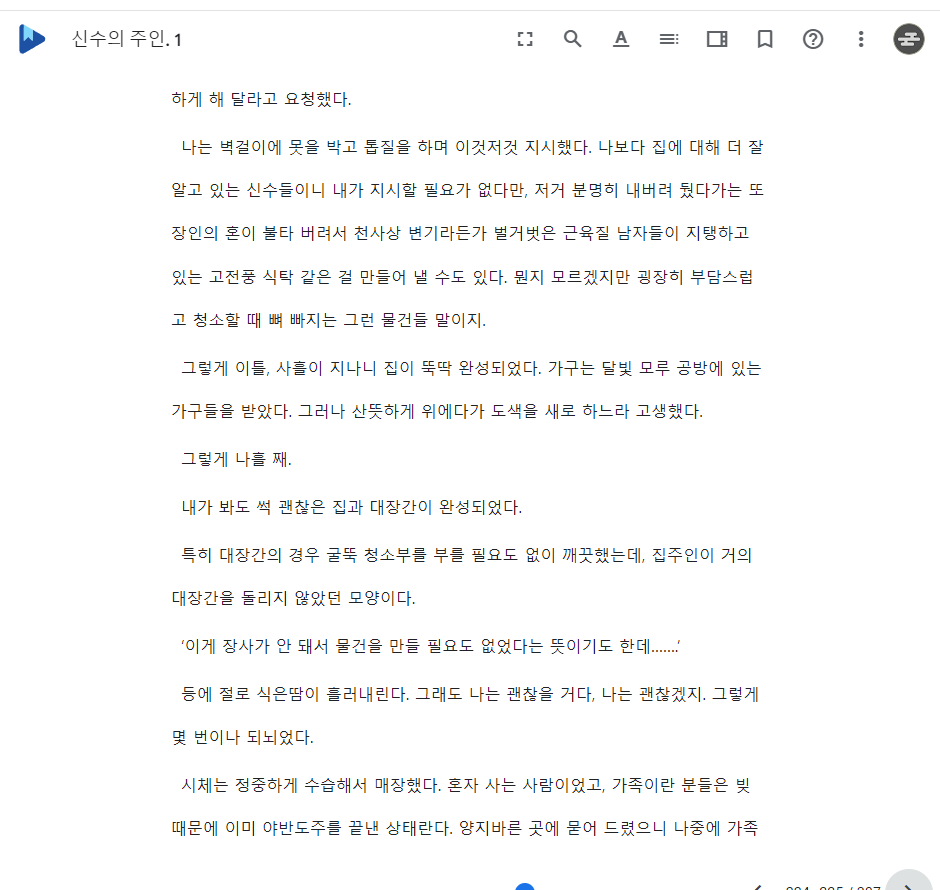 신수의 주인. 1
하게 해 달라고 요청했다.
나는 벽걸이에 못을 박고 톱질을 하며 이것저것 지시했다. 나보다 집에 대해 더 잘
알고 있는 신수들이니 내가 지시할 필요가 없다만, 저거 분명히 내버려 뒀다가는 또
장인의 혼이 불타 버려서 천사상 변기라든가 벌거벗은 근육질 남자들이 지탱하고
있는 고전풍 식탁 같은 걸 만들어 낼 수도 있다. 뭔지 모르겠지만 굉장히 부담스럽
고 청소할 때 뼈 빠지는 그런 물건들 말이지.
그렇게 이틀, 사흘이 지나니 집이 뚝딱 완성되었다. 가구는 달빛 모루 공방에 있는
가구들을 받았다. 그러나 산뜻하게 위에다가 도색을 새로 하느라 고생했다.
그렇게 나흘 째.
내가 봐도 썩 괜찮은 집과 대장간이 완성되었다.
특히 대장간의 경우 굴뚝 청소부를 부를 필요도 없이 깨끗했는데, 집주인이 거의
대장간을 돌리지 않았던 모양이다.
‘이게 장사가 안 돼서 물건을 만들 필요도 없었다는 뜻이기도 한데.......’
등에 절로 식은땀이 흘러내린다. 그래도 나는 괜찮을 거다, 나는 괜찮겠지. 그렇게
몇 번이나 되뇌었다.
시체는 정중하게 수습해서 매장했다. 혼자 사는 사람이었고, 가족이란 분들은 빚
때문에 이미 야반도주를 끝낸 상태란다. 양지바른 곳에 묻어 드렸으니 나중에 가족